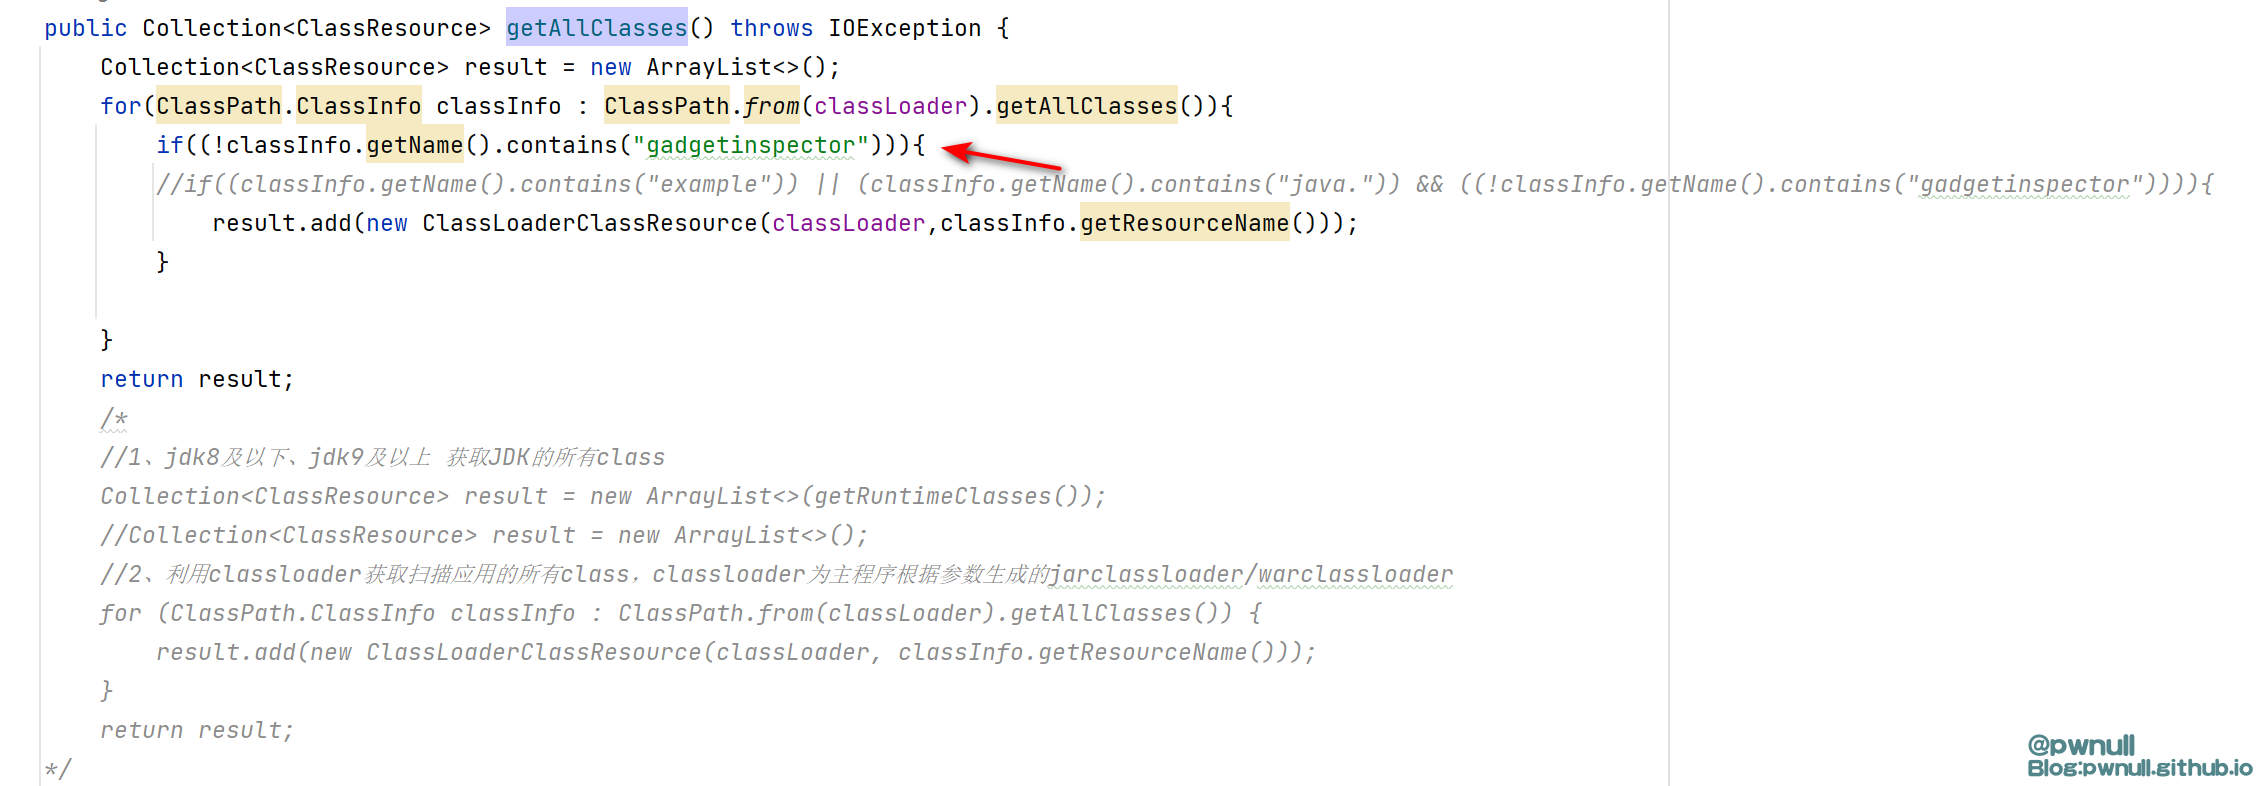 public Collection<ClassResource> getAllClasses() throws IOException {
Collection<ClassResource> result = new ArrayList<>();
for(ClassPath.ClassInfo classInfo : ClassPath.from(classLoader).getAllClasses()){
if((!classInfo.getName().contains("gadgetinspector"))){
//if((classInfo.getName().contains("example")) || (classInfo.getName().contains("java.")) && ((!classInfo.getName().contains("gadgetinspector")))){
result.add(new ClassLoaderClassResource(classLoader,classInfo.getResourceName()));
}
}
return result;
/*
//1、jdk8及以下、jdk9及以上 获取JDK的所有class
Collection<ClassResource> result = new ArrayList<>(getRuntimeClasses());
//Collection<ClassResource> result = new ArrayList<>();
//2、利用classloader获取扫描应用的所有class，classloader为主程序根据参数生成的jarclassloader/warclassloader
for (ClassPath.ClassInfo classInfo : ClassPath.from(classLoader).getAllClasses()) {
result.add(new ClassLoaderClassResource(classLoader, classInfo.getResourceName()));
}
return result;
*/
@pwnull
Blog:pwnull.github.io